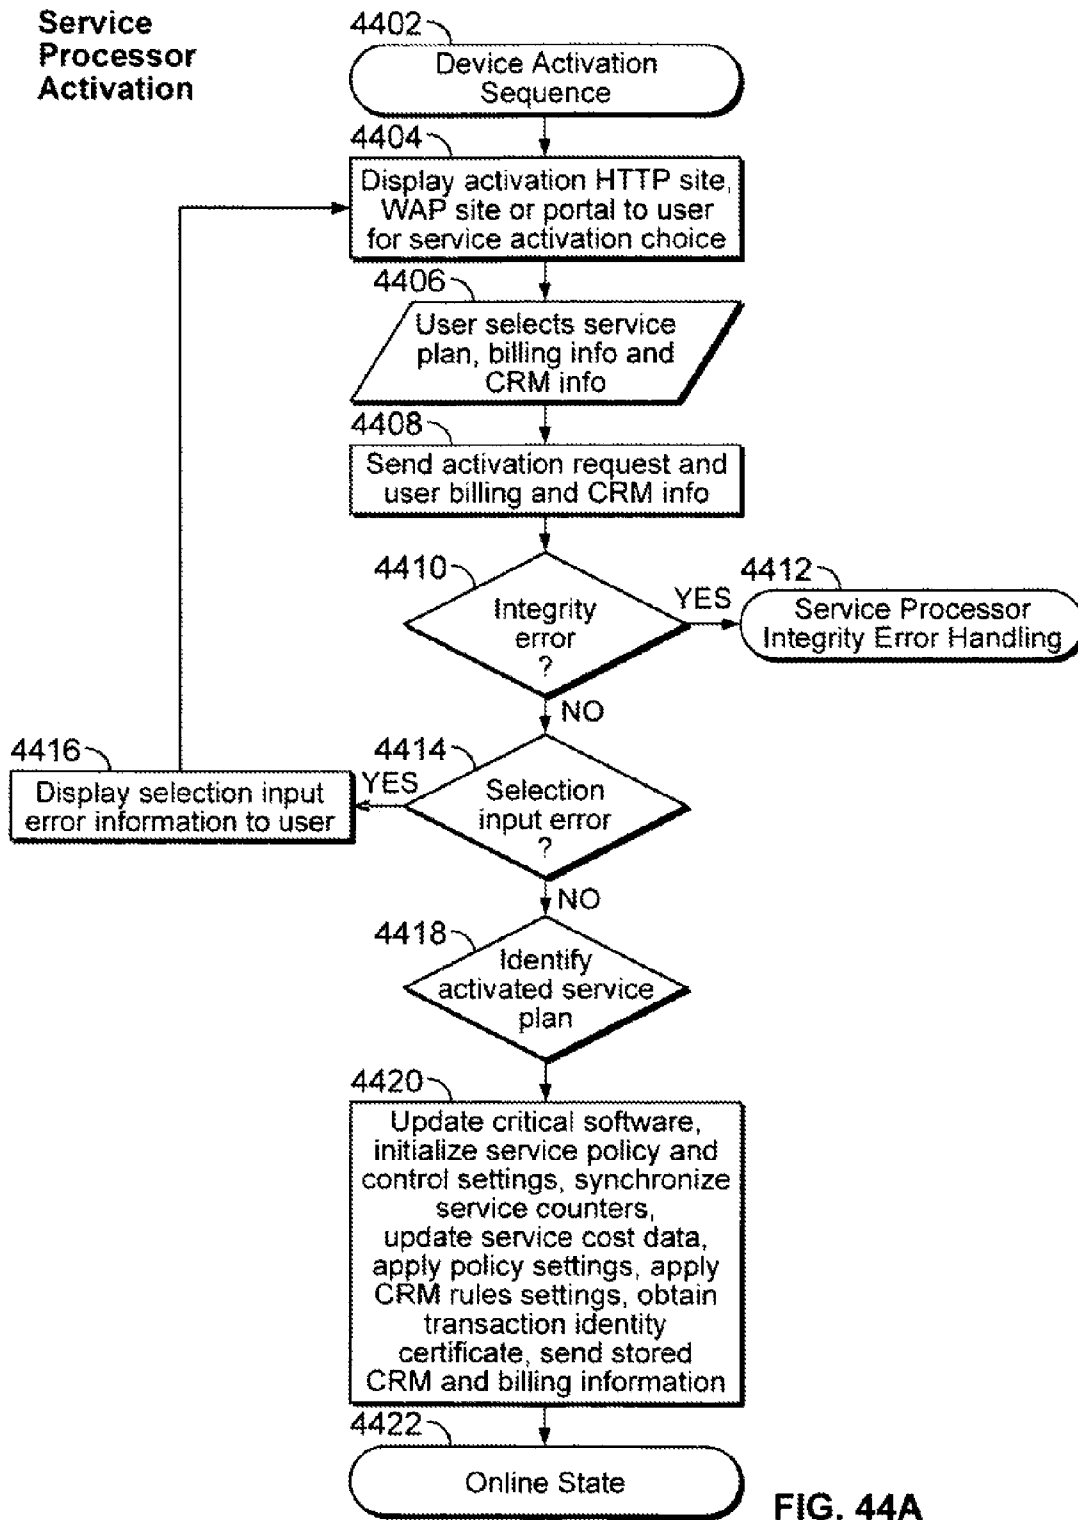 Service
Processor
Activation
4402
Device Activation
Sequence
4404
Display activation HTTP site,
WAP site or portal to user
for service activation choice
4406
User selects service
plan, billing info and
CRM info
4408
Send activation request and
user billing and CRM info
4410
Integrity
error
?
YES
4412
Service Processor
Integrity Error Handling
NO
4414
Selection
input error
?
YES
4416
Display selection input
error information to user
NO
4418
Identify
activated service
plan
4420
Update critical software,
initialize service policy and
control settings, synchronize
service counters,
update service cost data,
apply policy settings, apply
CRM rules settings, obtain
transaction identity
certificate, send stored
CRM and billing information
4422
Online State
FIG. 44A